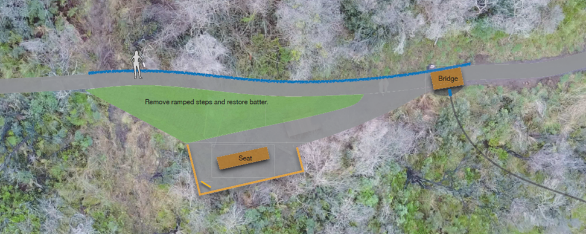 Bridge
Remove ramped steps and restore batter.
Seat